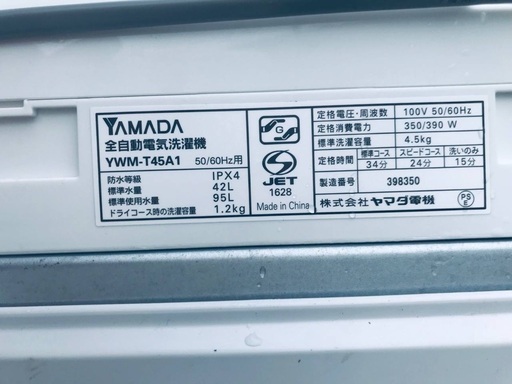 YAMADA
全自動電気洗濯機
YWM-T45A1 50/60Hz用
防水等級 IPX4
標準水量 42L
標準使用水量 95L
ドライコース時の洗濯容量 1.2kg
G
S
JET
1628
Made in China
定格電圧・周波数 100V 50/60Hz
定格消費電力 350/390 W
標準洗濯容量 4.5kg
定格時間 標準コース スピードコース 洗いのみ
34分 24分 15分
製造番号 398350
株式会社 ヤマダ電機
PS
E